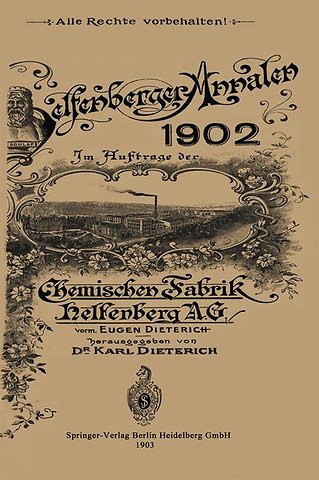 Alle Rechte vorbehalten!
Helfenberger Annalen
1902
Im Auftrage der
Chemischen Fabrik
Helfenberg A.G.
vorm. EUGEN DIETERICH
herausgegeben von
DR. KARL DIETERICH
Springer-Verlag Berlin Heidelberg GmbH
1903